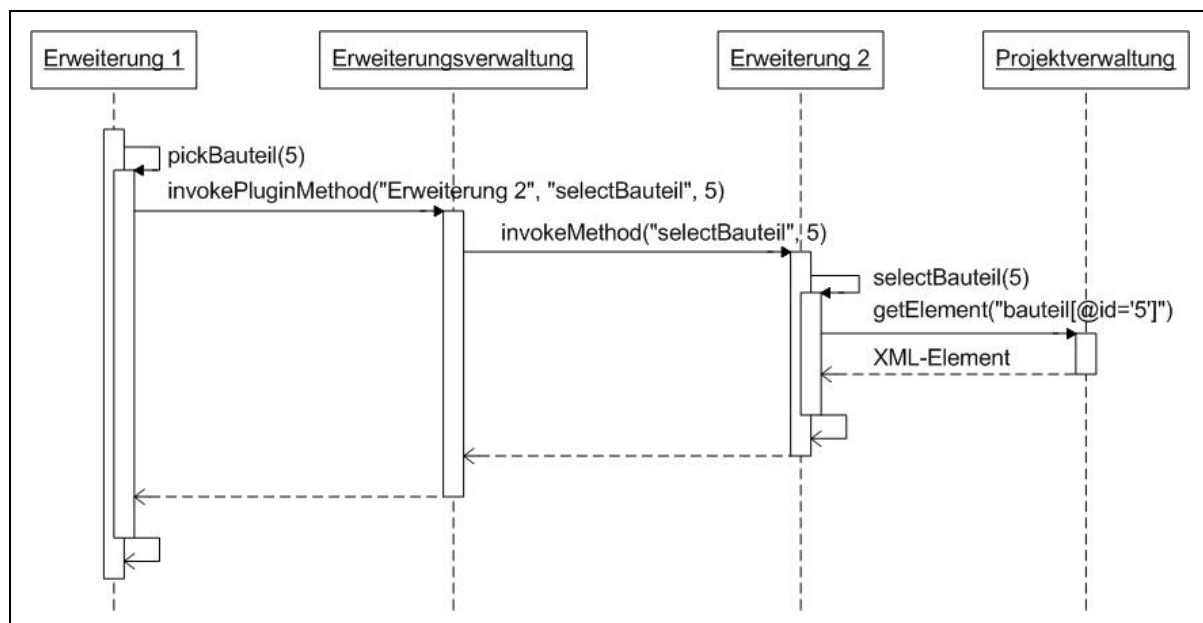 Erweiterung 1
Erweiterungsverwaltung
Erweiterung 2
Projektverwaltung
pickBauteil(5)
invokePluginMethod("Erweiterung 2", "selectBauteil", 5)
invokeMethod("selectBauteil", 5)
selectBauteil(5)
getElement("bauteil[@id='5']")
XML-Element